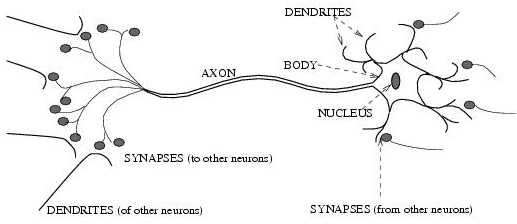 DENDRITES
BODY
AXON
NUCLEUS
SYNAPSES (to other neurons)
DENDRITES (of other neurons)
SYNAPSES (from other neurons)